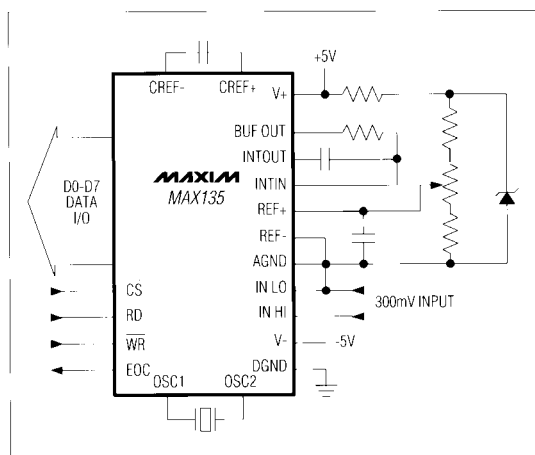 +5V
CREF-
CREF+
V+
BUF OUT
INTOUT
INTIN
REF+
REF-
AGND
IN LO
IN HI
V-
DGND
MAXIM
MAX135
D0-D7
DATA
I/O
CS
RD
WR
EOC
OSC1
OSC2
300mV INPUT
-5V